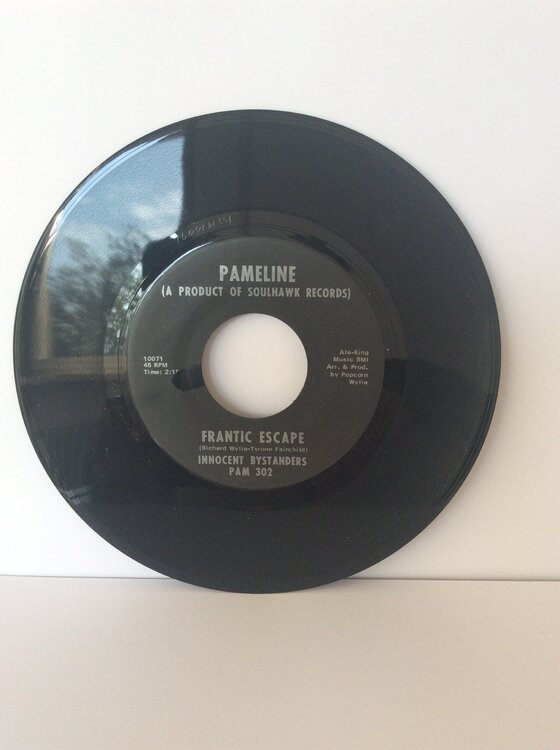 PAMELINE
(A PRODUCT OF SOULHAWK RECORDS)
10071
45 RPM
Time: 2:1
Ala-King
Music BMI
Arr. & Prod.
by Popcorn
Wylie
FRANTIC ESCAPE
(Richard Wylie-Tyrone Fairchild)
INNOCENT BYSTANDERS
PAM 302